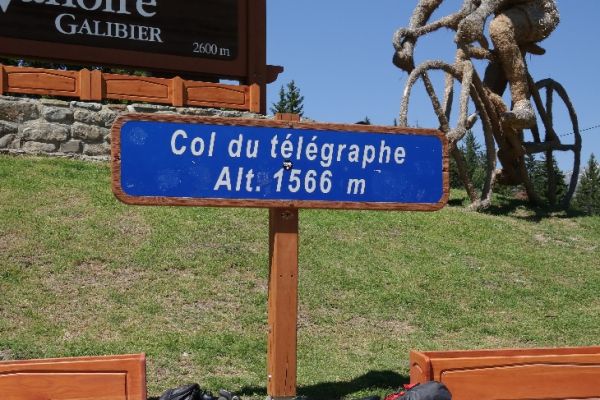 GALIBIER
2600 m
Col du télégraphe
Alt. 1566 m